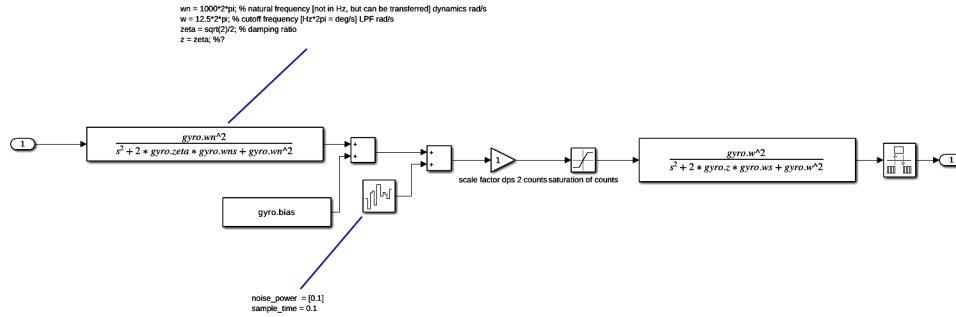 wn = 1000*2*pi; % natural frequency [not in Hz, but can be transferred] dynamics rad/s
w = 12.5*2*pi; % cutoff frequency [Hz*2pi = deg/s] LPF rad/s
zeta = sqrt(2)/2; % damping ratio
z = zeta; %?
1
gyro.wn^2
s^2 + 2 * gyro.zeta * gyro.wns + gyro.wn^2
+
+
+
+
1
scale factor dps 2 counts
saturation of counts
gyro.w^2
s^2 + 2 * gyro.z * gyro.ws + gyro.w^2
1
gyro.bias
noise_power = [0.1]
sample_time = 0.1